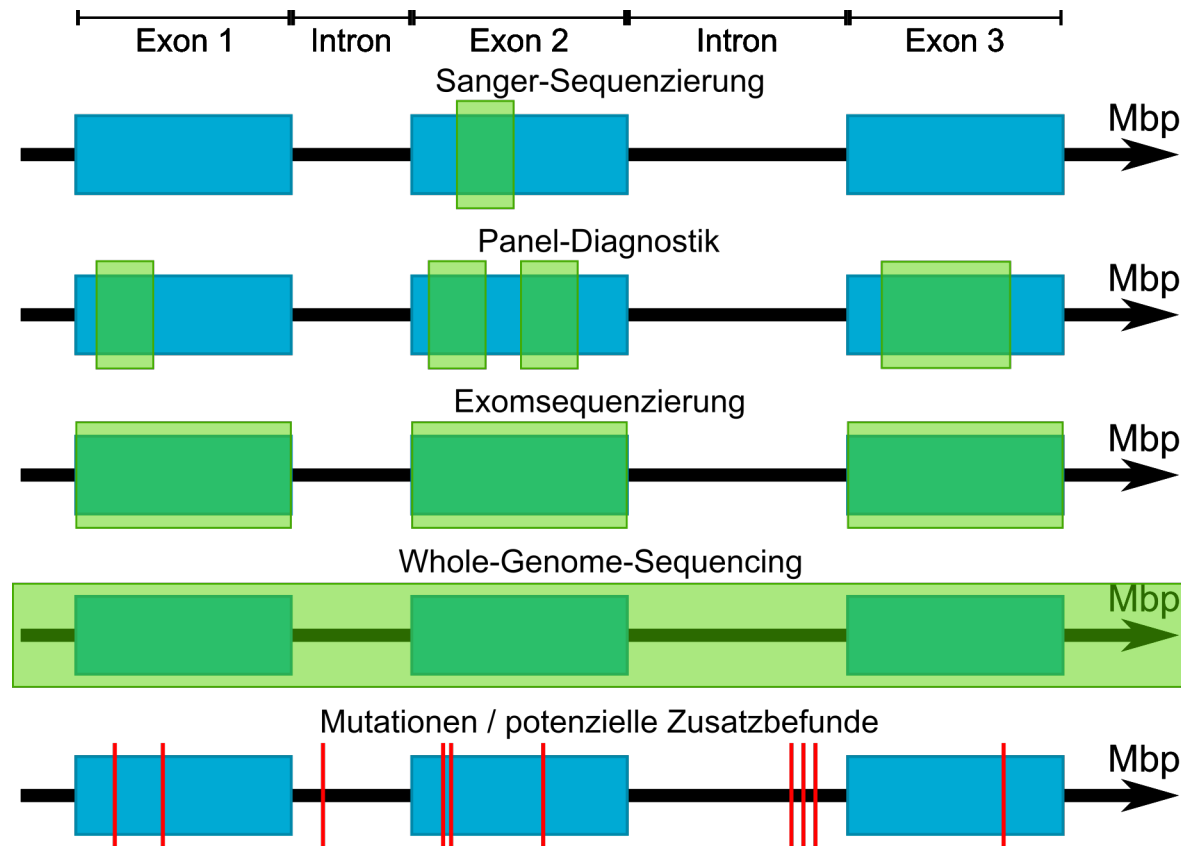 Exon 1 Intron Exon 2 Intron Exon 3
Sanger-Sequenzierung
Mbp
Panel-Diagnostik
Mbp
Exomsequenzierung
Mbp
Whole-Genome-Sequencing
Mbp
Mutationen / potenzielle Zusatzbefunde
Mbp